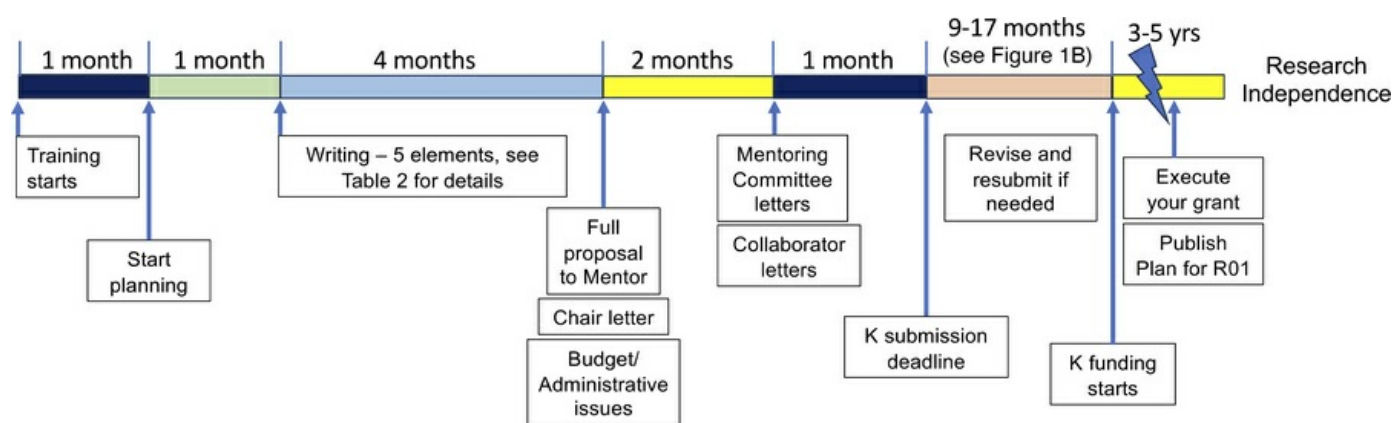 1 month
1 month
4 months
2 months
1 month
9-17 months
(see Figure 1B)
3-5 yrs
Research
Independence
Training
starts
Start
planning
Writing – 5 elements, see
Table 2 for details
Full
proposal
to Mentor
Chair letter
Budget/
Administrative
issues
Mentoring
Committee
letters
Collaborator
letters
K submission
deadline
Revise and
resubmit if
needed
K funding
starts
Execute
your grant
Publish
Plan for R01